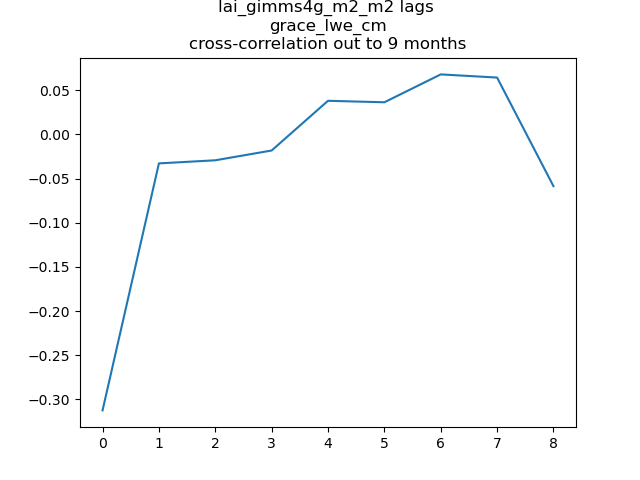 lai_gimms4g_m2_m2 lags
grace_lwe_cm
cross-correlation out to 9 months
0.05
0.00
−0.05
−0.10
−0.15
−0.20
−0.25
−0.30
0 1 2 3 4 5 6 7 8